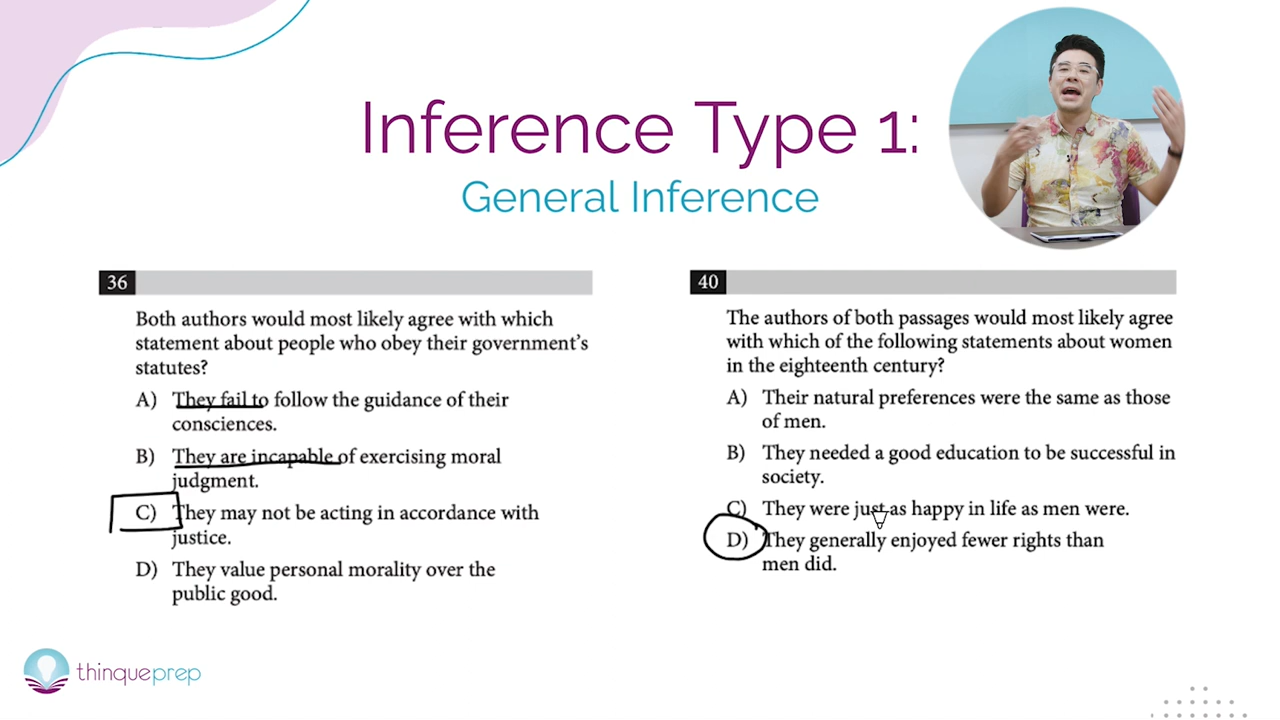 Inference Type 1:
General Inference
36
Both authors would most likely agree with which
statement about people who obey their government's
statutes?
A) They fail to follow the guidance of their
consciences.
B) They are incapable of exercising moral
judgment.
C) They may not be acting in accordance with
justice.
D) They value personal morality over the
public good.
40
The authors of both passages would most likely agree
with which of the following statements about women
in the eighteenth century?
A) Their natural preferences were the same as those
of men.
B) They needed a good education to be successful in
society.
C) They were just as happy in life as men were.
D) They generally enjoyed fewer rights than
men did.
thinqueprep